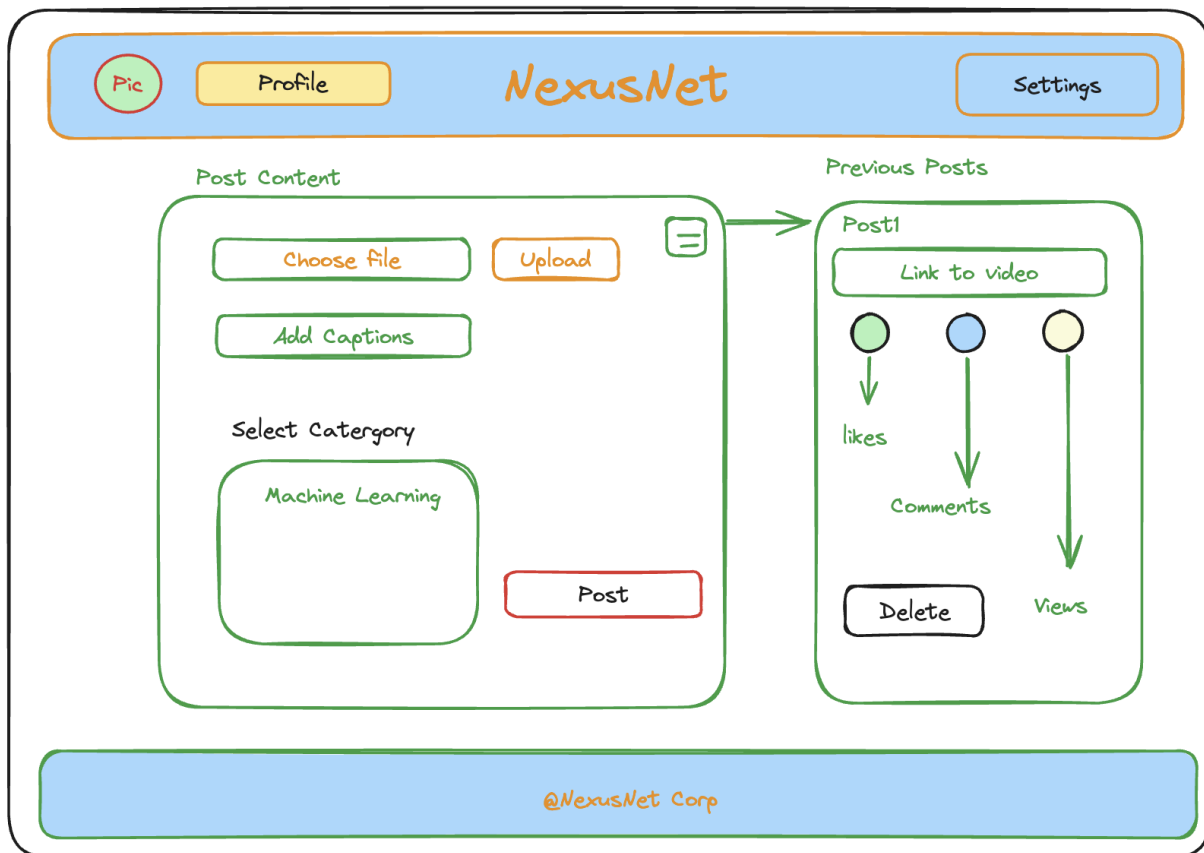 Pic
Profile
NexusNet
Settings
Post Content
Previous Posts
Choose file
Upload
Add Captions
Select Catergory
Machine Learning
Post
Post1
Link to video
likes
Comments
Views
Delete
@NexusNet Corp